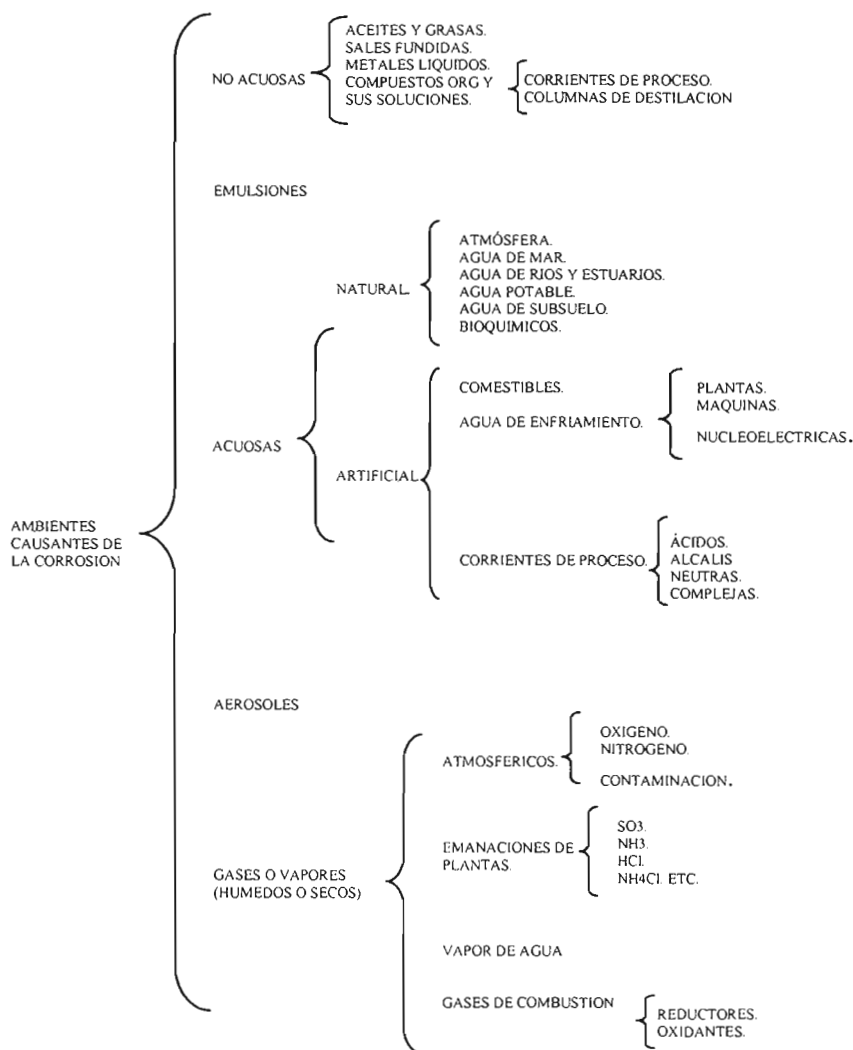 ACEITES Y GRASAS.
SALES FUNDIDAS.
METALES LIQUIDOS.
NO ACUOSAS
COMPUESTOS ORG Y
SUS SOLUCIONES.
CORRIENTES DE PROCESO.
COLUMNAS DE DESTILACION
EMULSIONES
NATURAL.
ATMÓSFERA.
AGUA DE MAR.
AGUA DE RIOS Y ESTUARIOS.
AGUA POTABLE.
AGUA DE SUBSUELO.
BIOQUIMICOS.
ACUOSAS
ARTIFICIAL
COMESTIBLES.
AGUA DE ENFRIAMIENTO.
PLANTAS.
MAQUINAS.
NUCLEOELECTRICAS.
CORRIENTES DE PROCESO.
ÁCIDOS.
ALCALIS
NEUTRAS.
COMPLEJAS.
AMBIENTES
CAUSANTES DE
LA CORROSION
AEROSOLES
GASES O VAPORES
(HUMEDOS O SECOS)
ATMOSFERICOS.
OXIGENO.
NITROGENO.
CONTAMINACION.
EMANACIONES DE
PLANTAS.
SO3.
NH3.
HCl.
NH4Cl. ETC.
VAPOR DE AGUA
GASES DE COMBUSTION
REDUCTORES.
OXIDANTES.